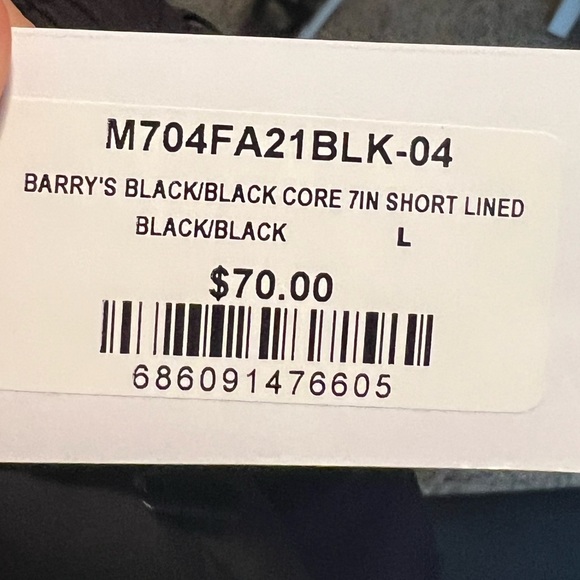 M704FA21BLK-04
BARRY'S BLACK/BLACK CORE 7IN SHORT LINED
BLACK/BLACK L
$70.00
686091476605